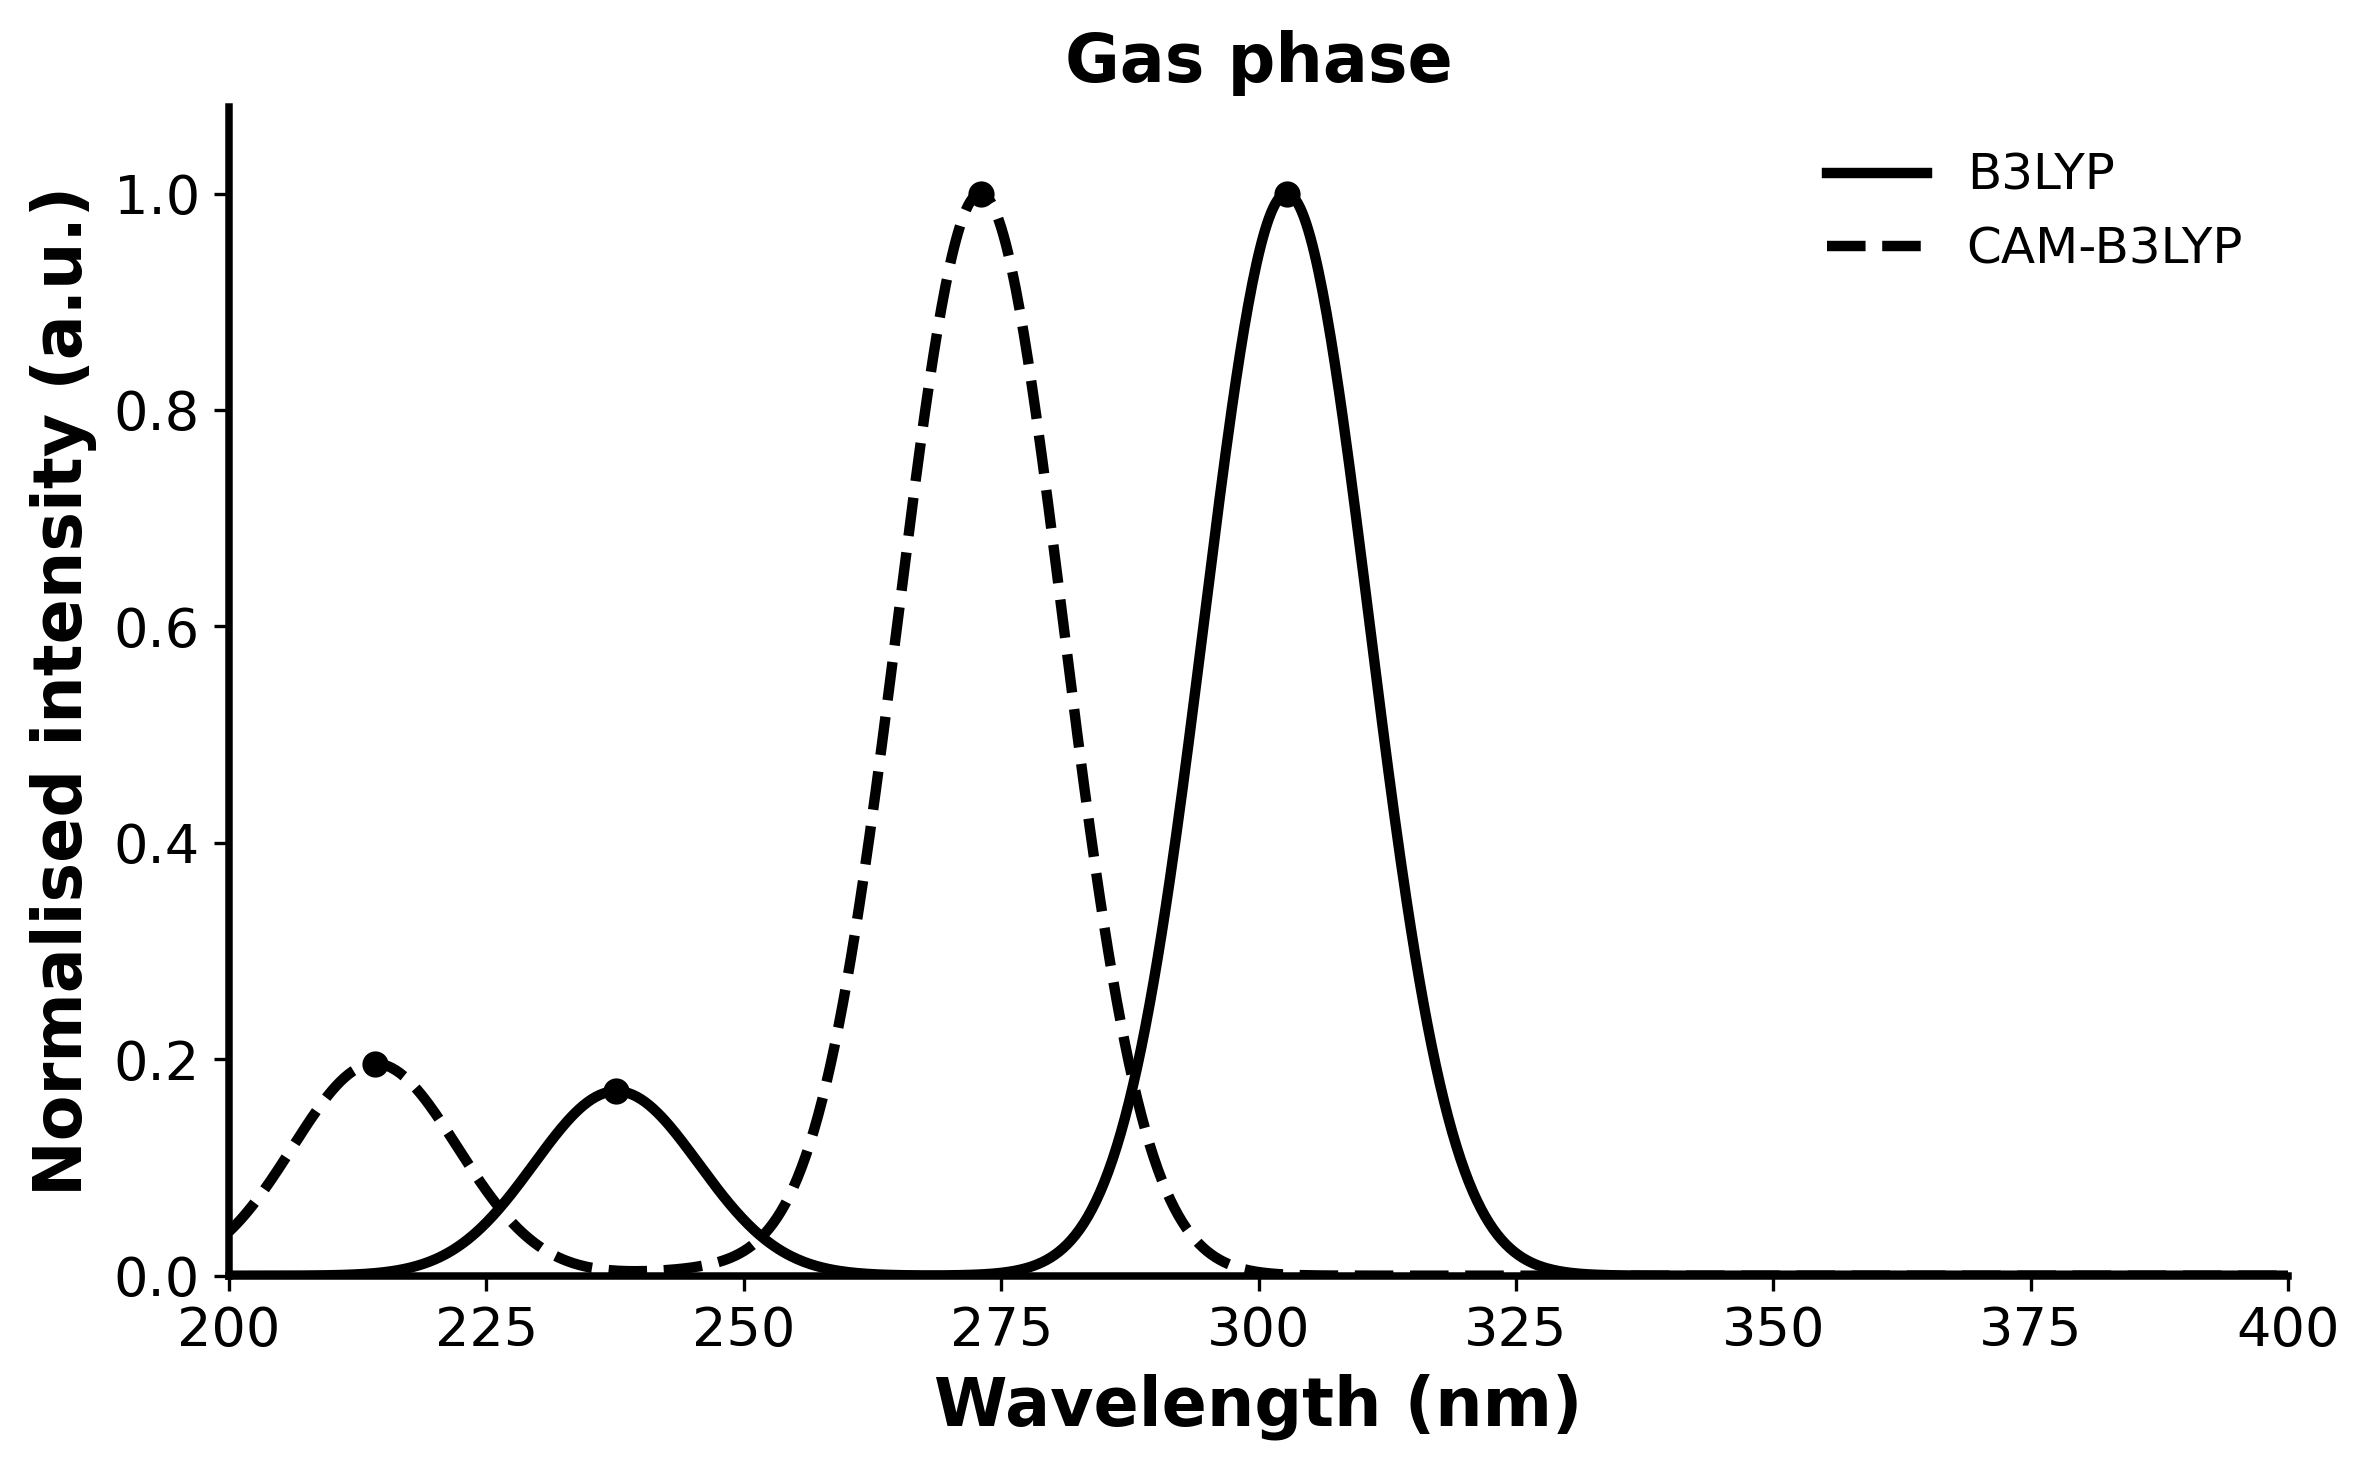 Gas phase
B3LYP
CAM-B3LYP
Normalised intensity (a.u.)
1.0
0.8
0.6
0.4
0.2
0.0
200 225 250 275 300 325 350 375 400
Wavelength (nm)